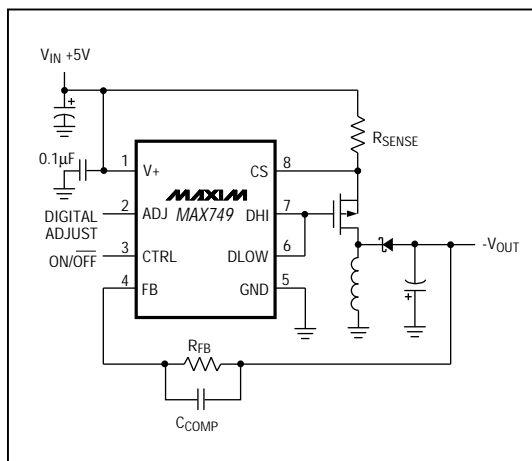 V_IN +5V
R_SENSE
0.1µF
1 V+ CS 8
MAXIM
MAX749
DIGITAL
ADJUST
2 ADJ DHI 7
ON/OFF
3 CTRL DLOW 6
4 FB GND 5
-V_OUT
R_FB
C_COMP